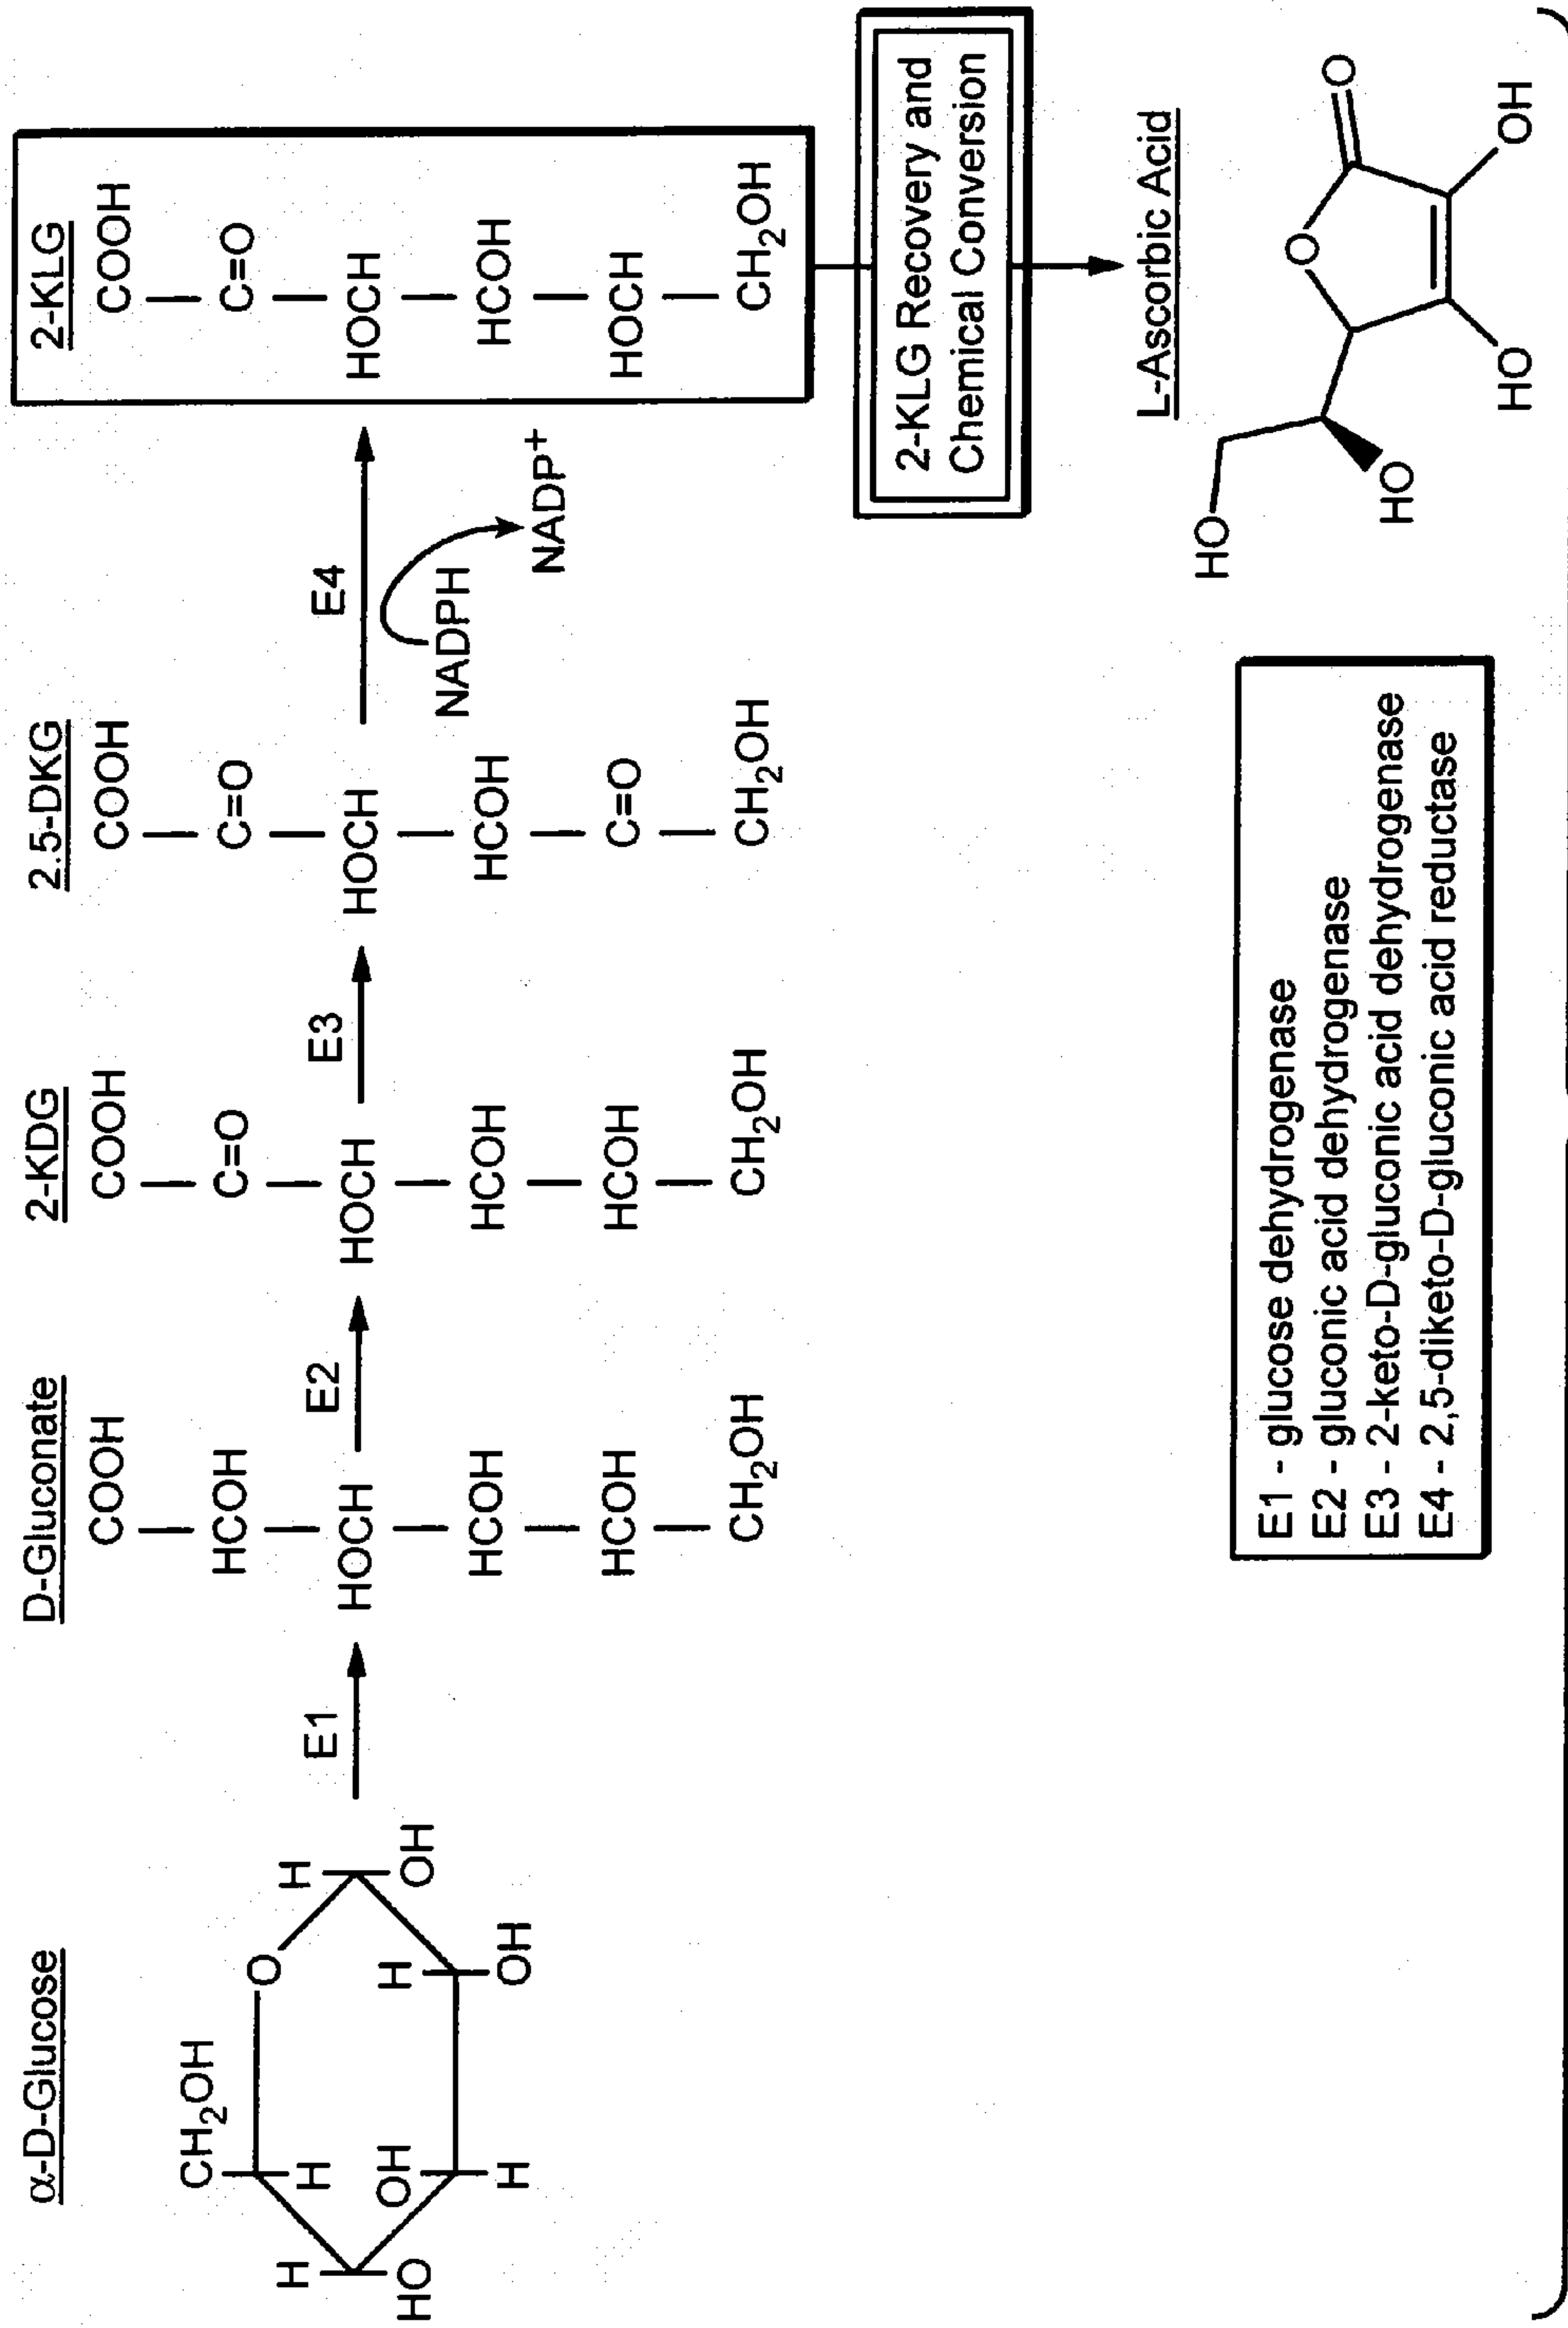 α-D-Glucose
CH2OH
O
H
H
H
OH
H
HO
OH
H
OH
E1
D-Gluconate
COOH
HCOH
HOCH
HCOH
HCOH
CH2OH
E2
2-KDG
COOH
C=O
HOCH
HCOH
HCOH
CH2OH
E3
2.5-DKG
COOH
C=O
HOCH
HCOH
C=O
CH2OH
E4
NADPH
NADP+
2-KLG
COOH
C=O
HOCH
HCOH
HOCH
CH2OH
2-KLG Recovery and
Chemical Conversion
L-Ascorbic Acid
HO
O
O
HO
HO
OH
E1 - glucose dehydrogenase
E2 - gluconic acid dehydrogenase
E3 - 2-keto-D-gluconic acid dehydrogenase
E4 - 2,5-diketo-D-gluconic acid reductase